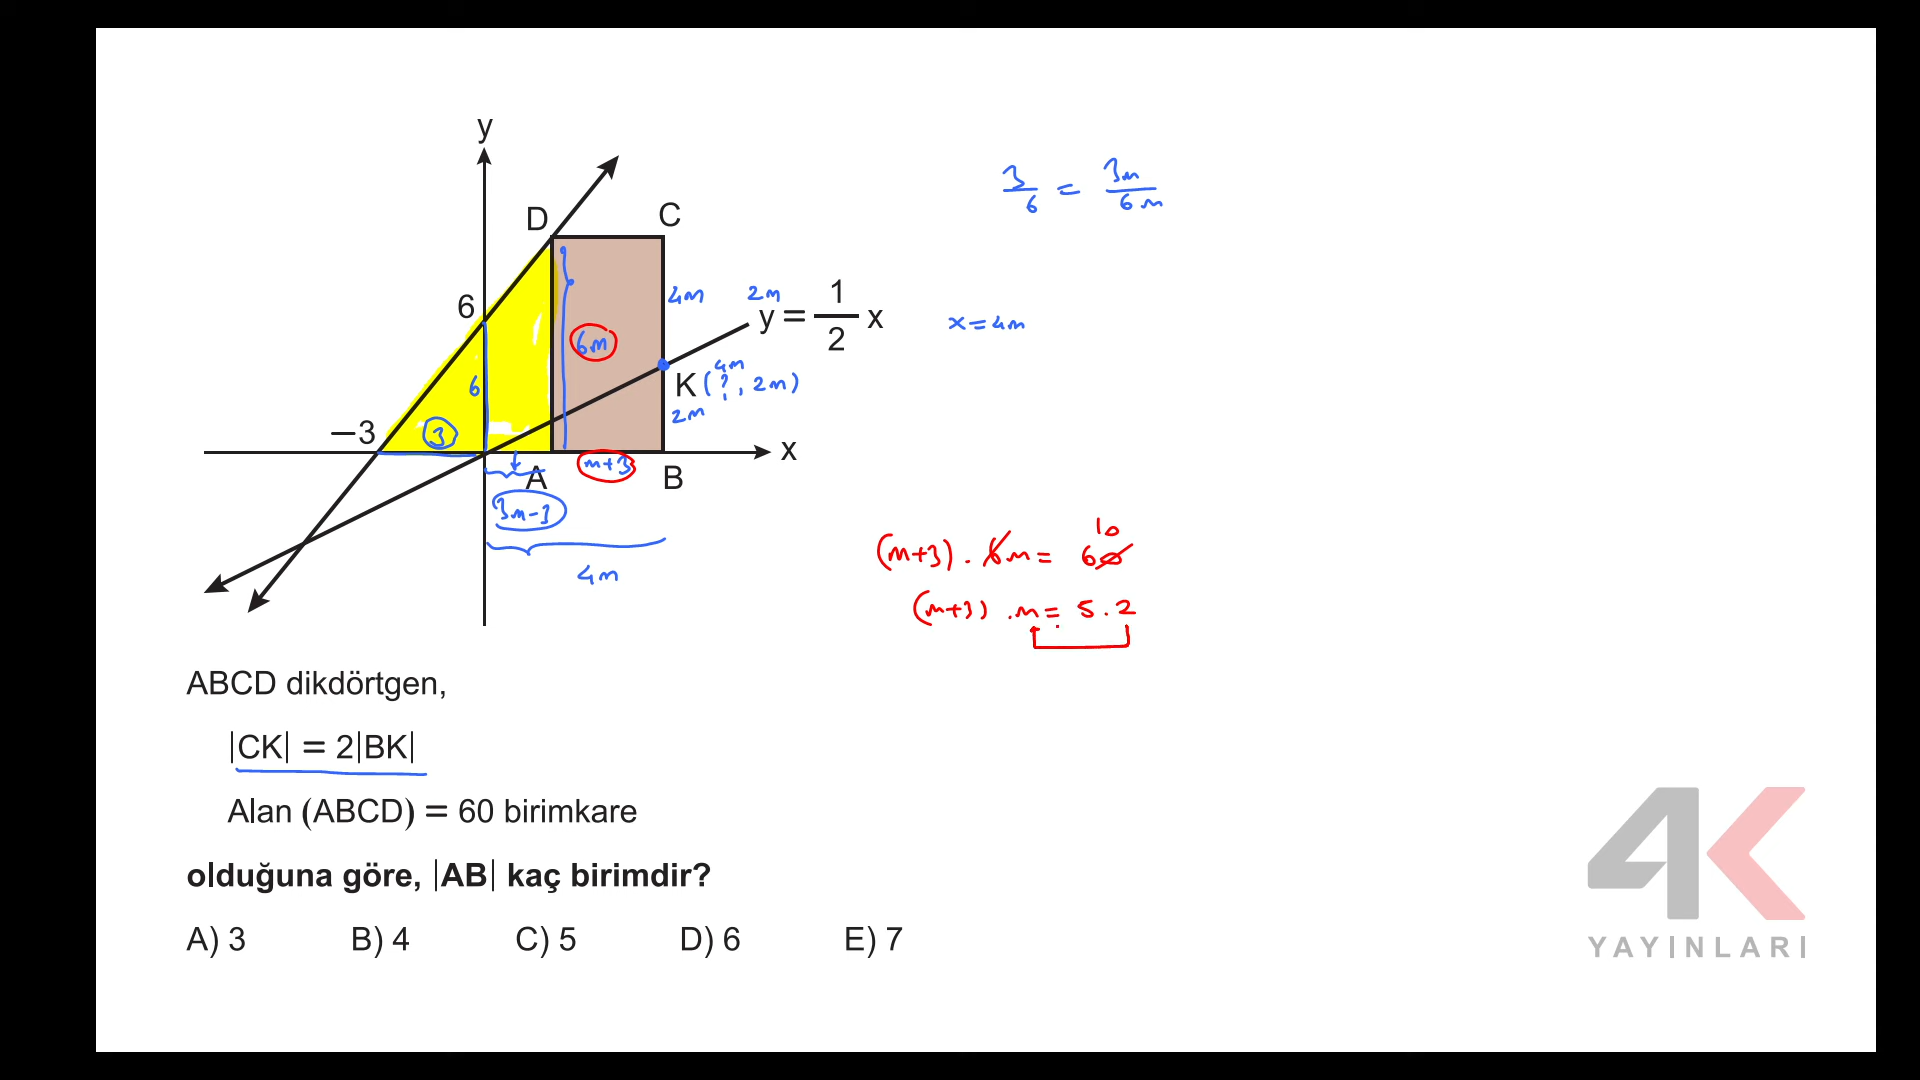 y
D
C
3/6 = 3m/6m
6
4m
2m
y = 1/2 x
x = 4m
6m
4m
K (?, 2m)
6
2m
−3
3
x
A
m+3
B
3m-3
4m
(m+3) . 6m = 60 10
(m+3) . m = 5.2
ABCD dikdörtgen,
|CK| = 2|BK|
Alan (ABCD) = 60 birimkare
olduğuna göre, |AB| kaç birimdir?
A) 3 B) 4 C) 5 D) 6 E) 7
4K
YAYINLARI